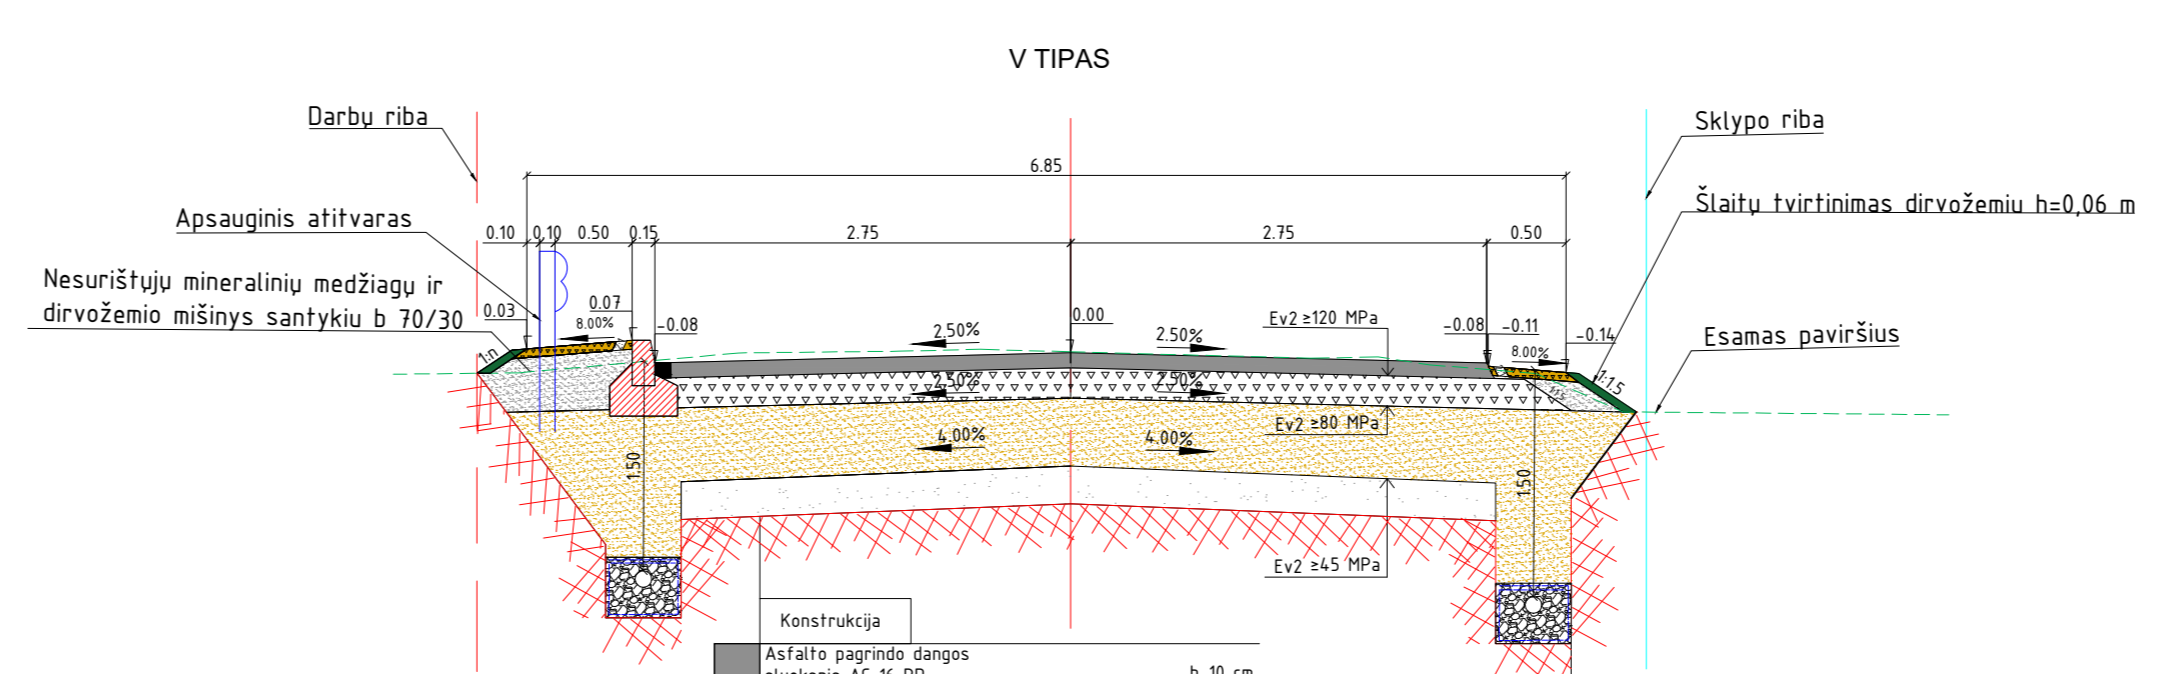 V TIPAS
Darbų riba
Sklypo riba
6.85
Šlaitų tvirtinimas dirvožemiu h=0,06 m
Apsauginis atitvaras
0.10 0.10 0.50 0.15 2.75 2.75 0.50
Nesurištųjų mineralinių medžiagų ir
dirvožemio mišinys santykiu b 70/30
0.03 0.07 -0.08 0.00 -0.08 -0.11 -0.14
8.00% 2.50% 2.50% Ev2 ≥120 MPa 8.00%
Esamas paviršius
1:n 2.50% 2.50% 1:1.5
Ev2 ≥80 MPa
4.00% 4.00%
1.50 1.50
Ev2 ≥45 MPa
Konstrukcija
Asfalto pagrindo dangos